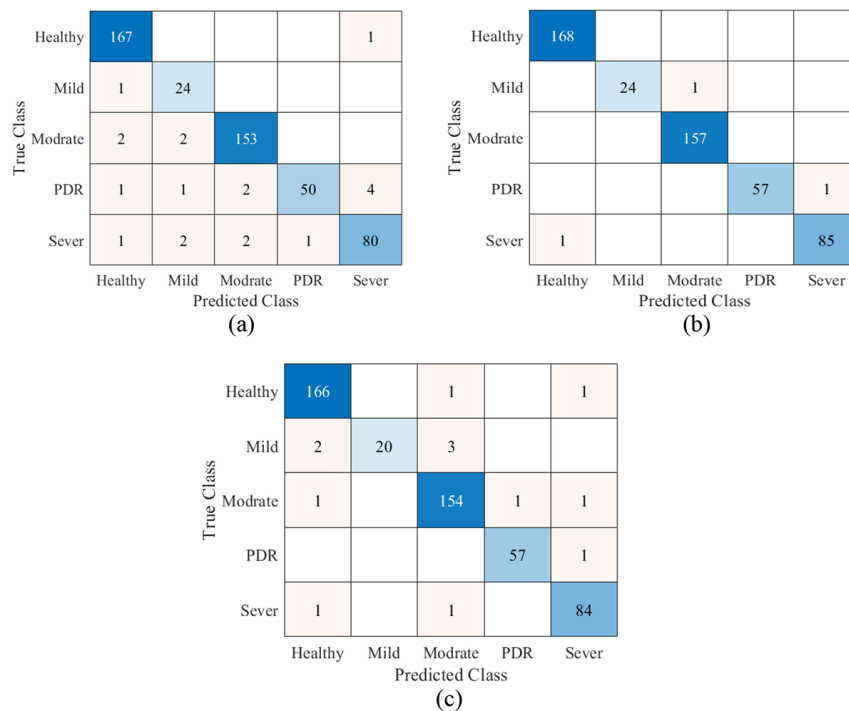 Healthy 167 1
Mild 1 24
Modrate 2 2 153
PDR 1 1 2 50 4
Sever 1 2 2 1 80
True Class
Healthy Mild Modrate PDR Sever
Predicted Class
(a)
Healthy 168
Mild 24 1
Modrate 157
PDR 57 1
Sever 1 85
True Class
Healthy Mild Modrate PDR Sever
Predicted Class
(b)
Healthy 166 1 1
Mild 2 20 3
Modrate 1 154 1 1
PDR 57 1
Sever 1 1 84
True Class
Healthy Mild Modrate PDR Sever
Predicted Class
(c)